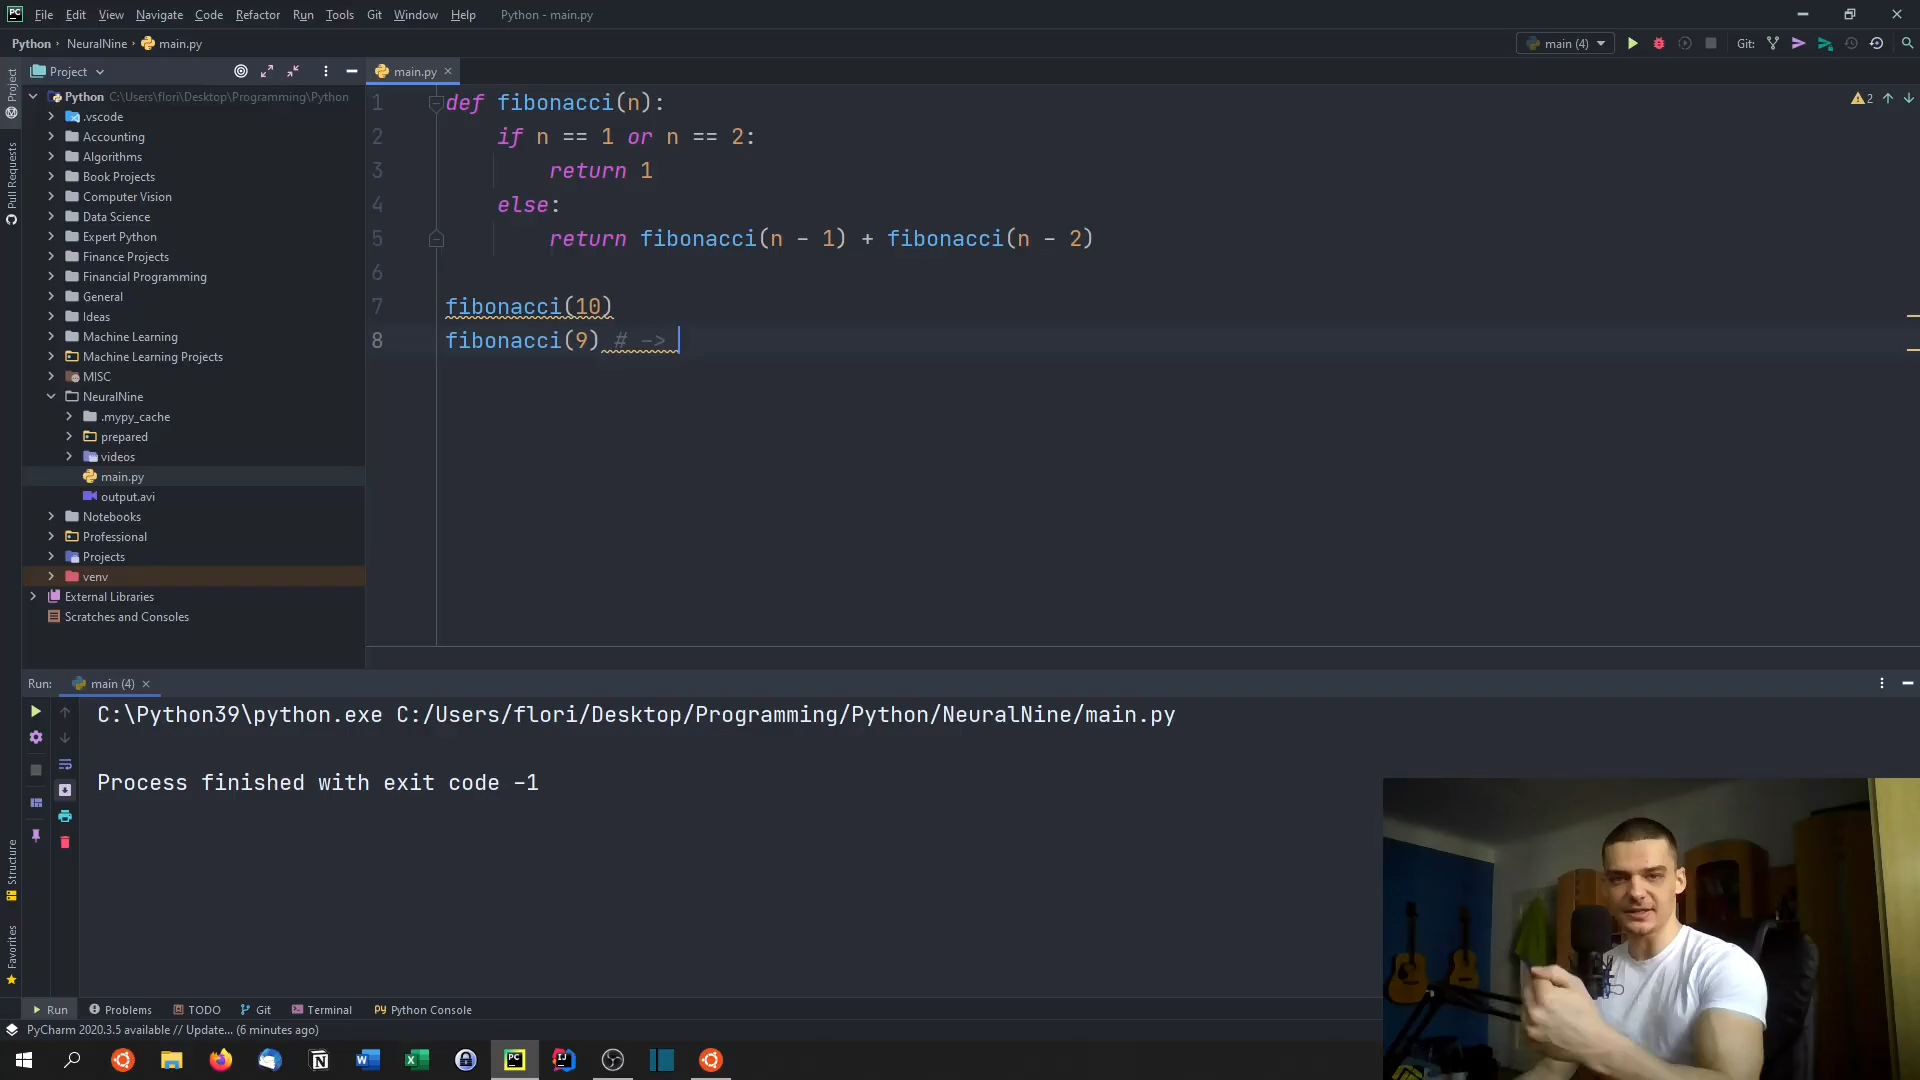 File Edit View Navigate Code Refactor Run Tools Git Window Help Python - main.py
Python NeuralNine main.py main (4) Git:
Project main.py
Project
Pull Requests
Python C:\Users\flori\Desktop\Programming\Python
.vscode
Accounting
Algorithms
Book Projects
Computer Vision
Data Science
Expert Python
Finance Projects
Financial Programming
General
Ideas
Machine Learning
Machine Learning Projects
MISC
NeuralNine
.mypy_cache
prepared
videos
main.py
output.avi
Notebooks
Professional
Projects
venv
External Libraries
Scratches and Consoles
2
1 def fibonacci(n):
2 if n == 1 or n == 2:
3 return 1
4 else:
5 return fibonacci(n - 1) + fibonacci(n - 2)
6
7 fibonacci(10)
8 fibonacci(9) # ->
Run: main (4)
C:\Python39\python.exe C:/Users/flori/Desktop/Programming/Python/NeuralNine/main.py
Process finished with exit code -1
Structure
Favorites
Run Problems TODO Git Terminal Python Console
PyCharm 2020.3.5 available // Update... (6 minutes ago)